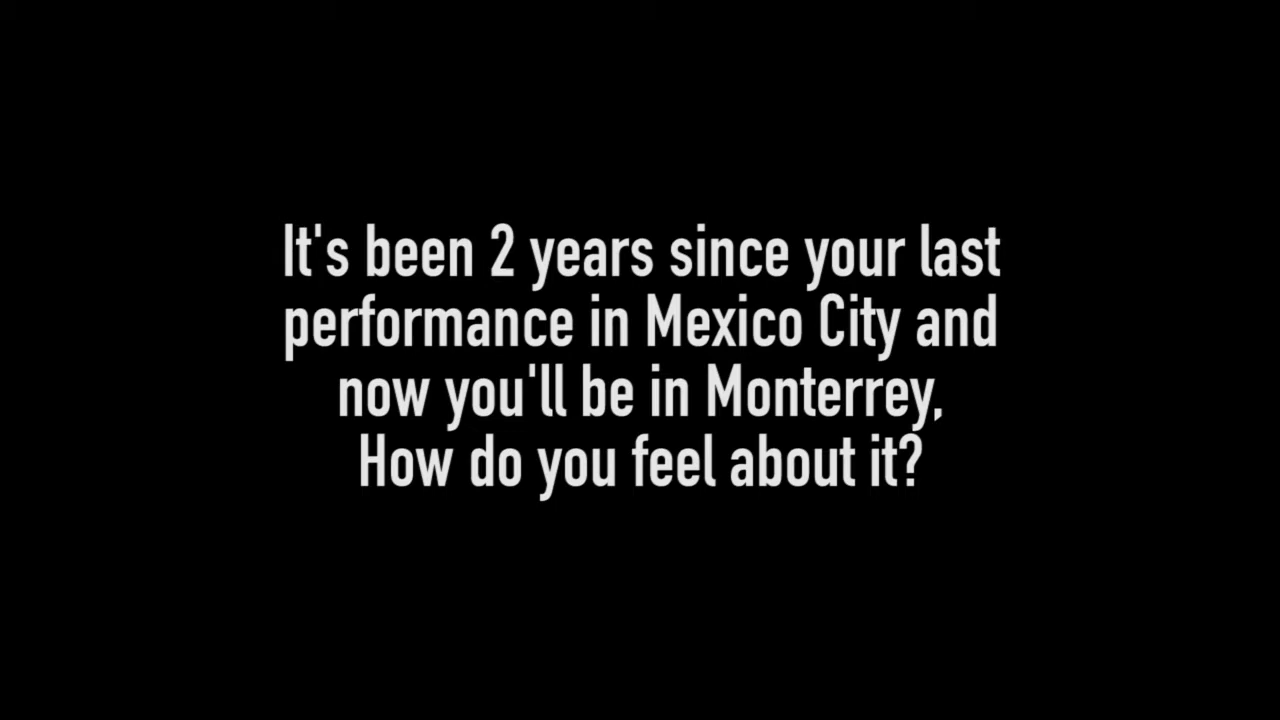 It's been 2 years since your last
performance in Mexico City and
now you'll be in Monterrey,
How do you feel about it?